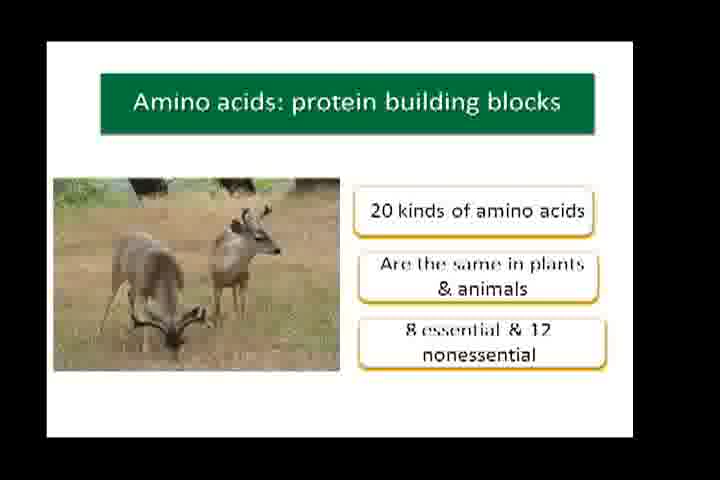 Amino acids: protein building blocks
20 kinds of amino acids
Are the same in plants
& animals
8 essential & 12
nonessential